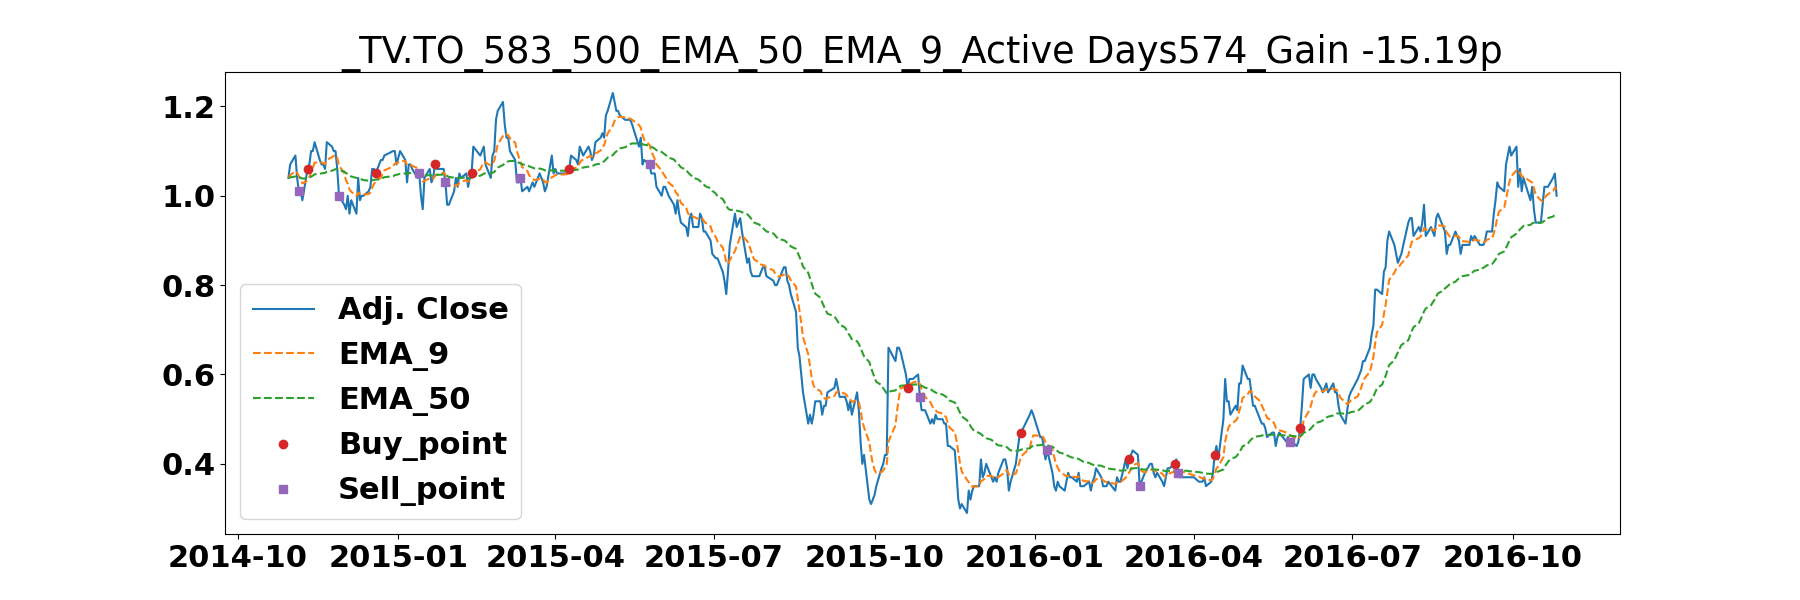 _TV.TO_583_500_EMA_50_EMA_9_Active Days574_Gain -15.19p
1.2
1.0
0.8
0.6
0.4
Adj. Close
EMA_9
EMA_50
Buy_point
Sell_point
2014-10 2015-01 2015-04 2015-07 2015-10 2016-01 2016-04 2016-07 2016-10